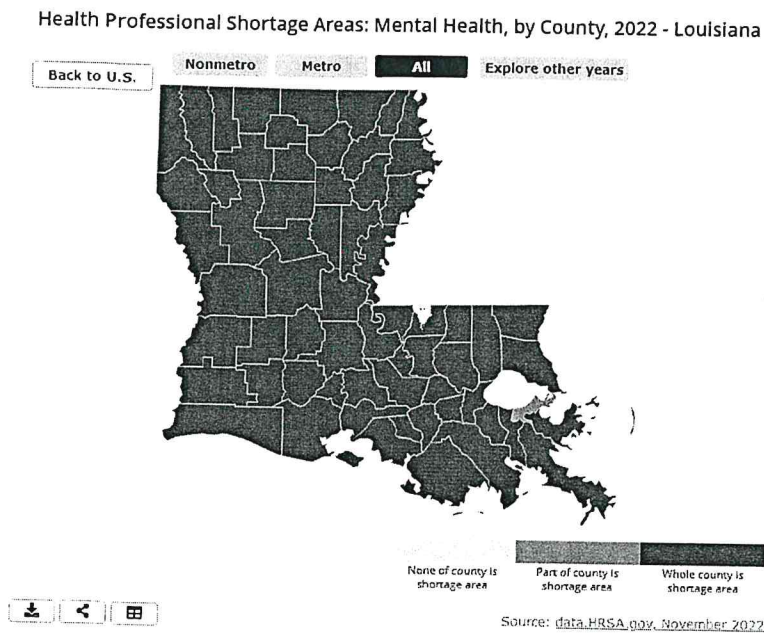 Health Professional Shortage Areas: Mental Health, by County, 2022 - Louisiana
Back to U.S.
Nonmetro
Metro
All
Explore other years
None of county is
shortage area
Part of county is
shortage area
Whole county is
shortage area
Source: data.HRSA.gov, November 2022